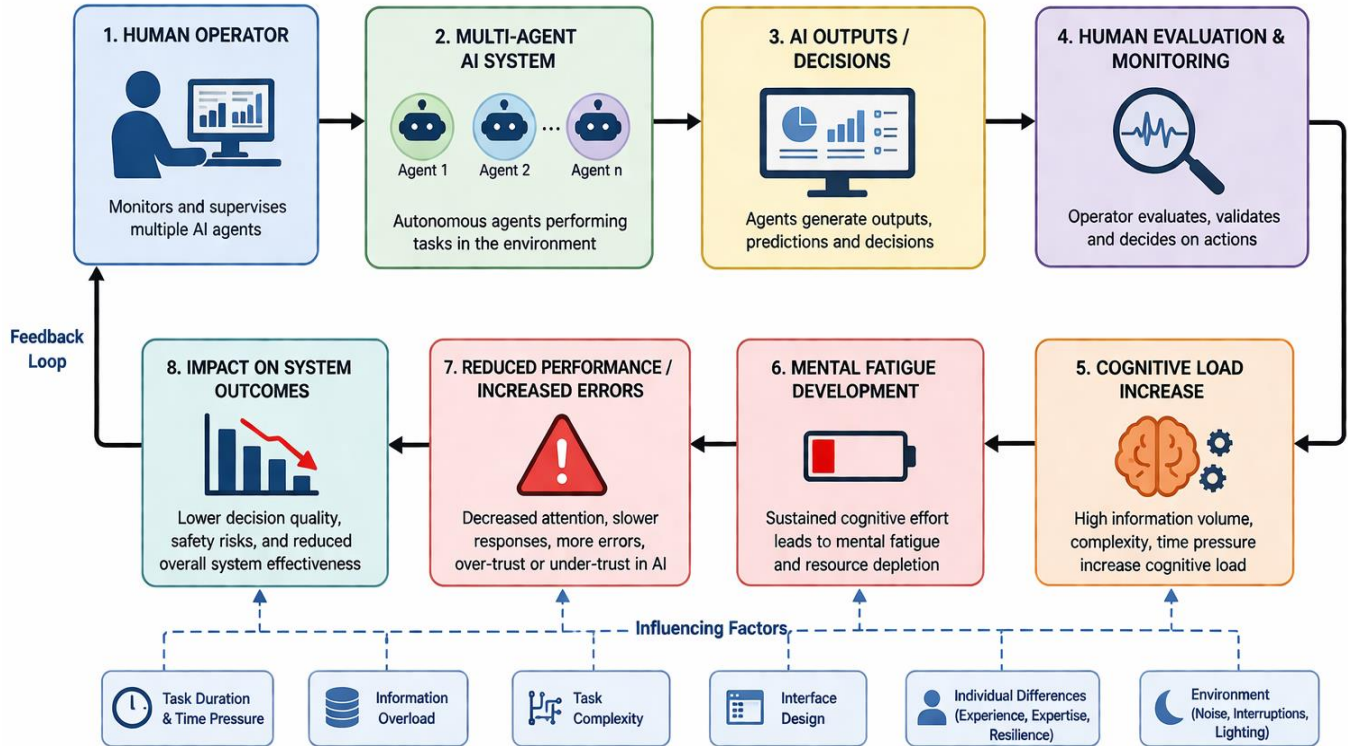 1. HUMAN OPERATOR
Monitors and supervises
multiple AI agents
2. MULTI-AGENT
AI SYSTEM
Agent 1
Agent 2
...
Agent n
Autonomous agents performing
tasks in the environment
3. AI OUTPUTS /
DECISIONS
Agents generate outputs,
predictions and decisions
4. HUMAN EVALUATION &
MONITORING
Operator evaluates, validates
and decides on actions
Feedback
Loop
8. IMPACT ON SYSTEM
OUTCOMES
Lower decision quality,
safety risks, and reduced
overall system effectiveness
7. REDUCED PERFORMANCE /
INCREASED ERRORS
Decreased attention, slower
responses, more errors,
over-trust or under-trust in AI
6. MENTAL FATIGUE
DEVELOPMENT
Sustained cognitive effort
leads to mental fatigue
and resource depletion
5. COGNITIVE LOAD
INCREASE
High information volume,
complexity, time pressure
increase cognitive load
Influencing Factors
Task Duration
& Time Pressure
Information
Overload
Task
Complexity
Interface
Design
Individual Differences
(Experience, Expertise,
Resilience)
Environment
(Noise, Interruptions,
Lighting)